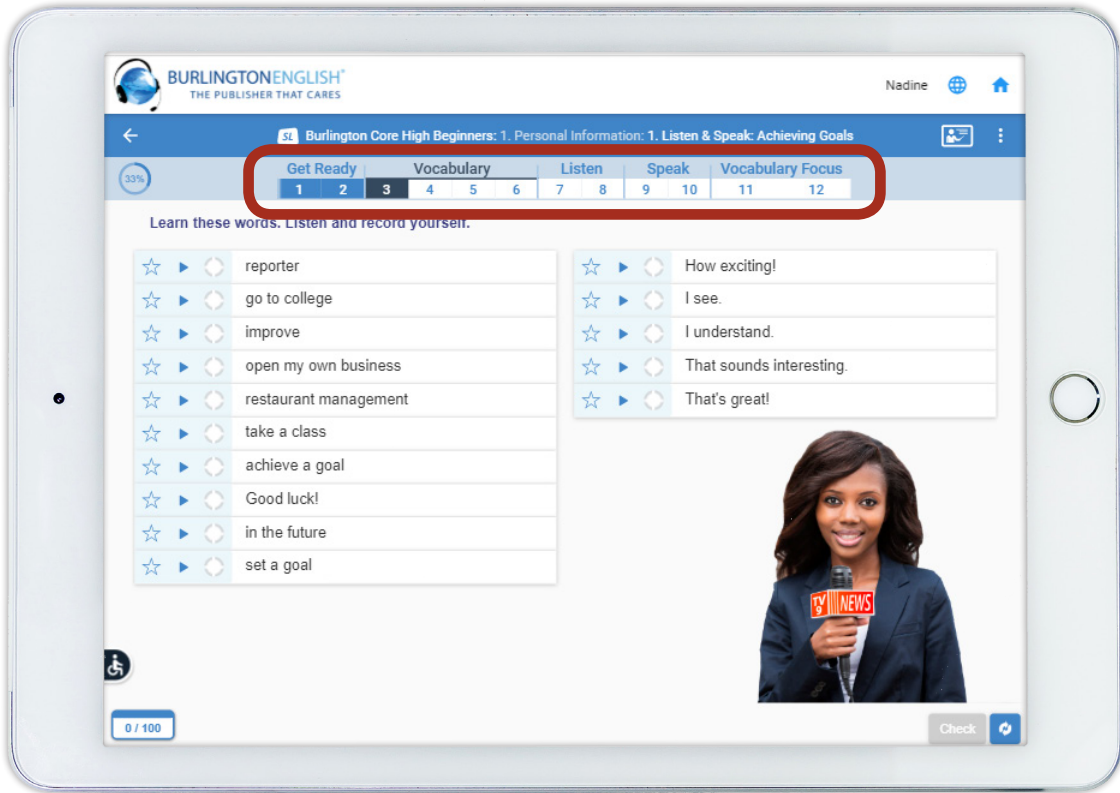 BURLINGTONENGLISH®
THE PUBLISHER THAT CARES
Nadine
SL Burlington Core High Beginners: 1. Personal Information: 1. Listen & Speak: Achieving Goals
33%
Get Ready Vocabulary Listen Speak Vocabulary Focus
1 2 3 4 5 6 7 8 9 10 11 12
Learn these words. Listen and record yourself.
reporter
go to college
improve
open my own business
restaurant management
take a class
achieve a goal
Good luck!
in the future
set a goal
How exciting!
I see.
I understand.
That sounds interesting.
That's great!
TV 9 NEWS
0 / 100
Check